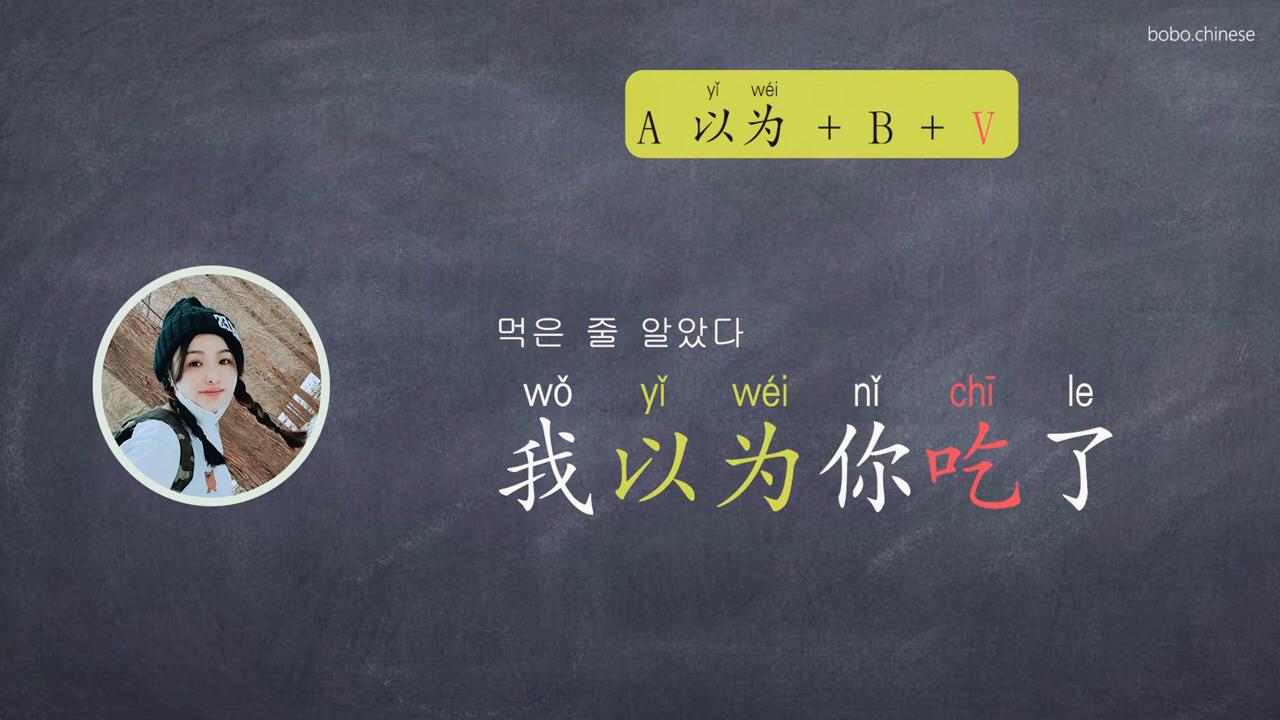 bobo.chinese
yǐ wéi
A 以为 + B + V
먹은 줄 알았다
wǒ yǐ wéi nǐ chī le
我以为你吃了